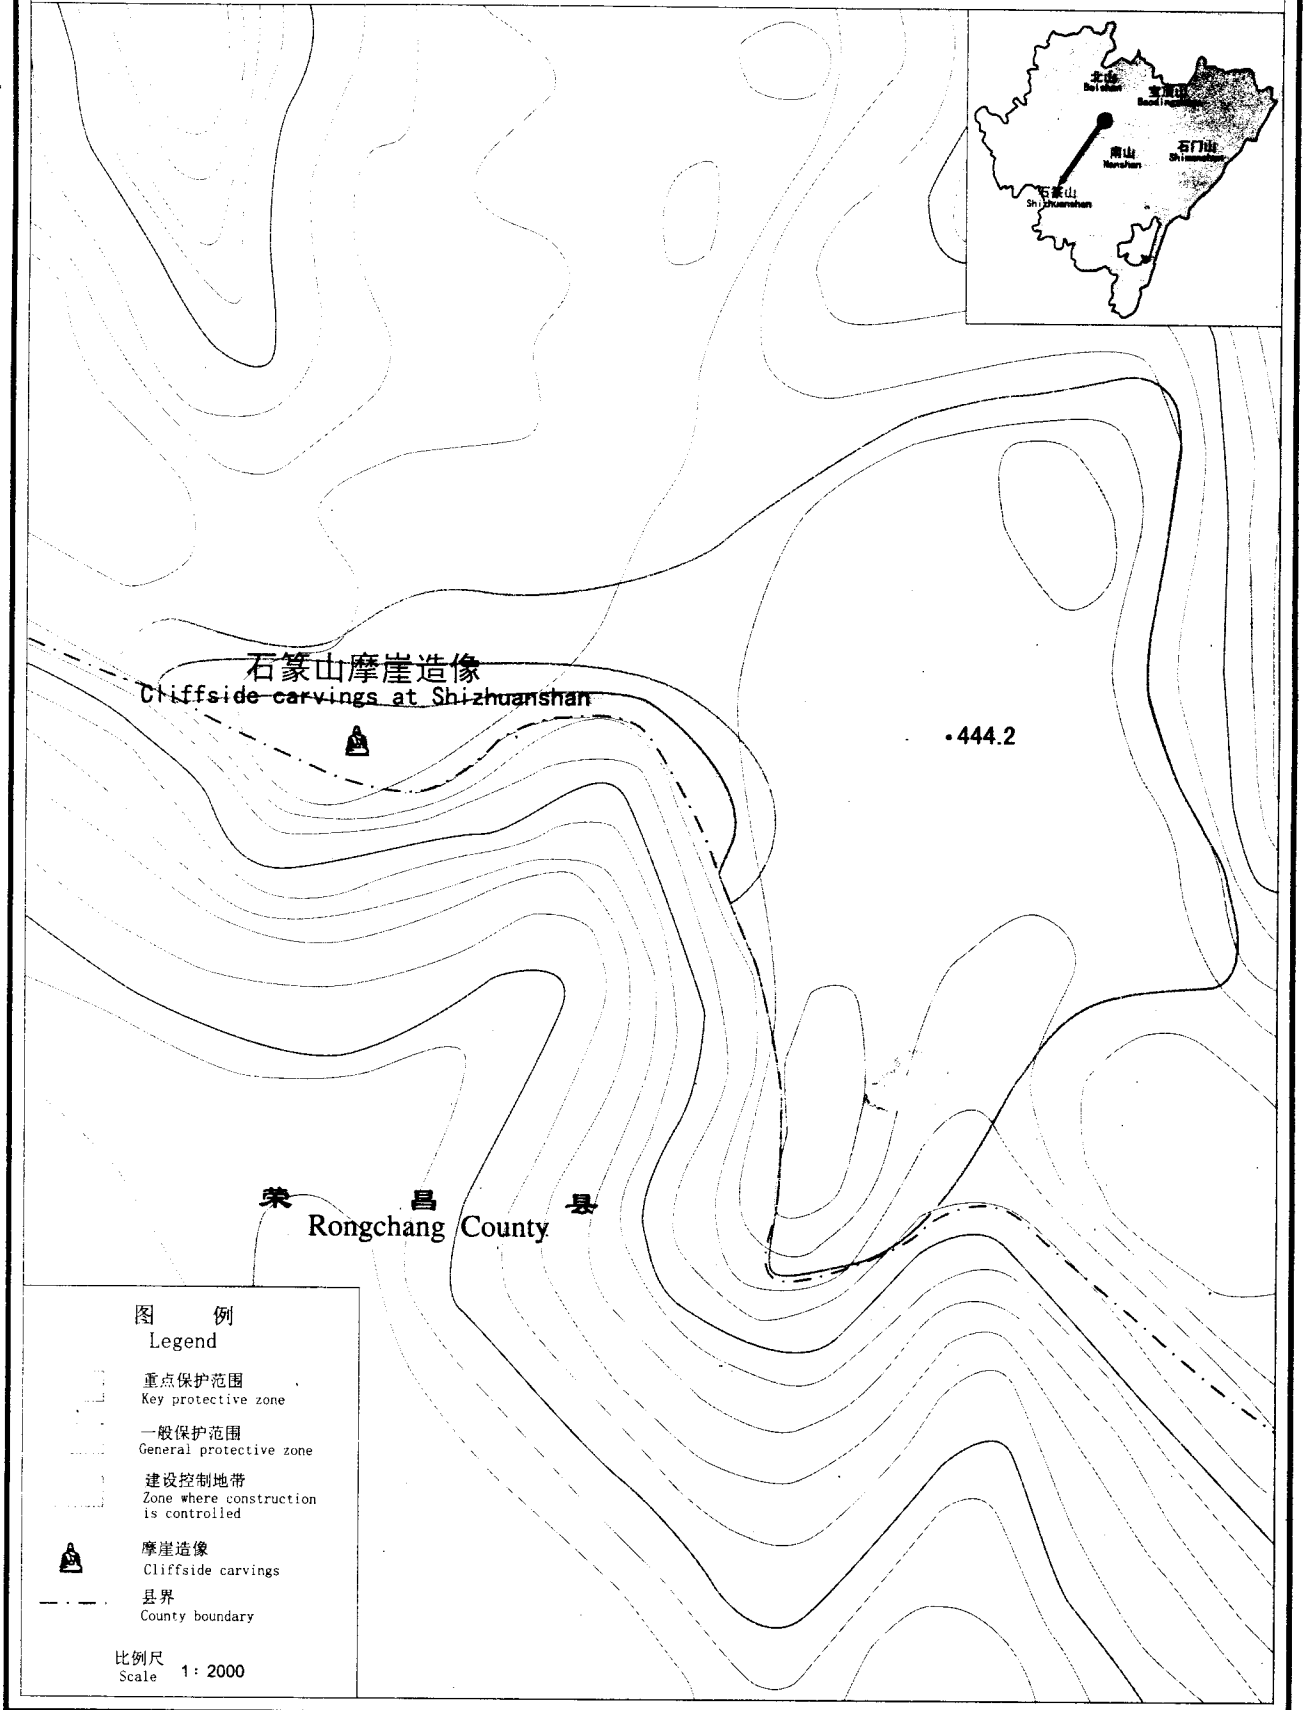 北山
Beishan
宝顶山
Baodingshan
南山
Nanshan
石门山
Shimenshan
石篆山
Shizhuanshan
石篆山摩崖造像
Cliffside carvings at Shizhuanshan
444.2
荣 昌 县
Rongchang County
图 例
Legend
重点保护范围
Key protective zone
一般保护范围
General protective zone
建设控制地带
Zone where construction
is controlled
摩崖造像
Cliffside carvings
县界
County boundary
比例尺
Scale 1: 2000